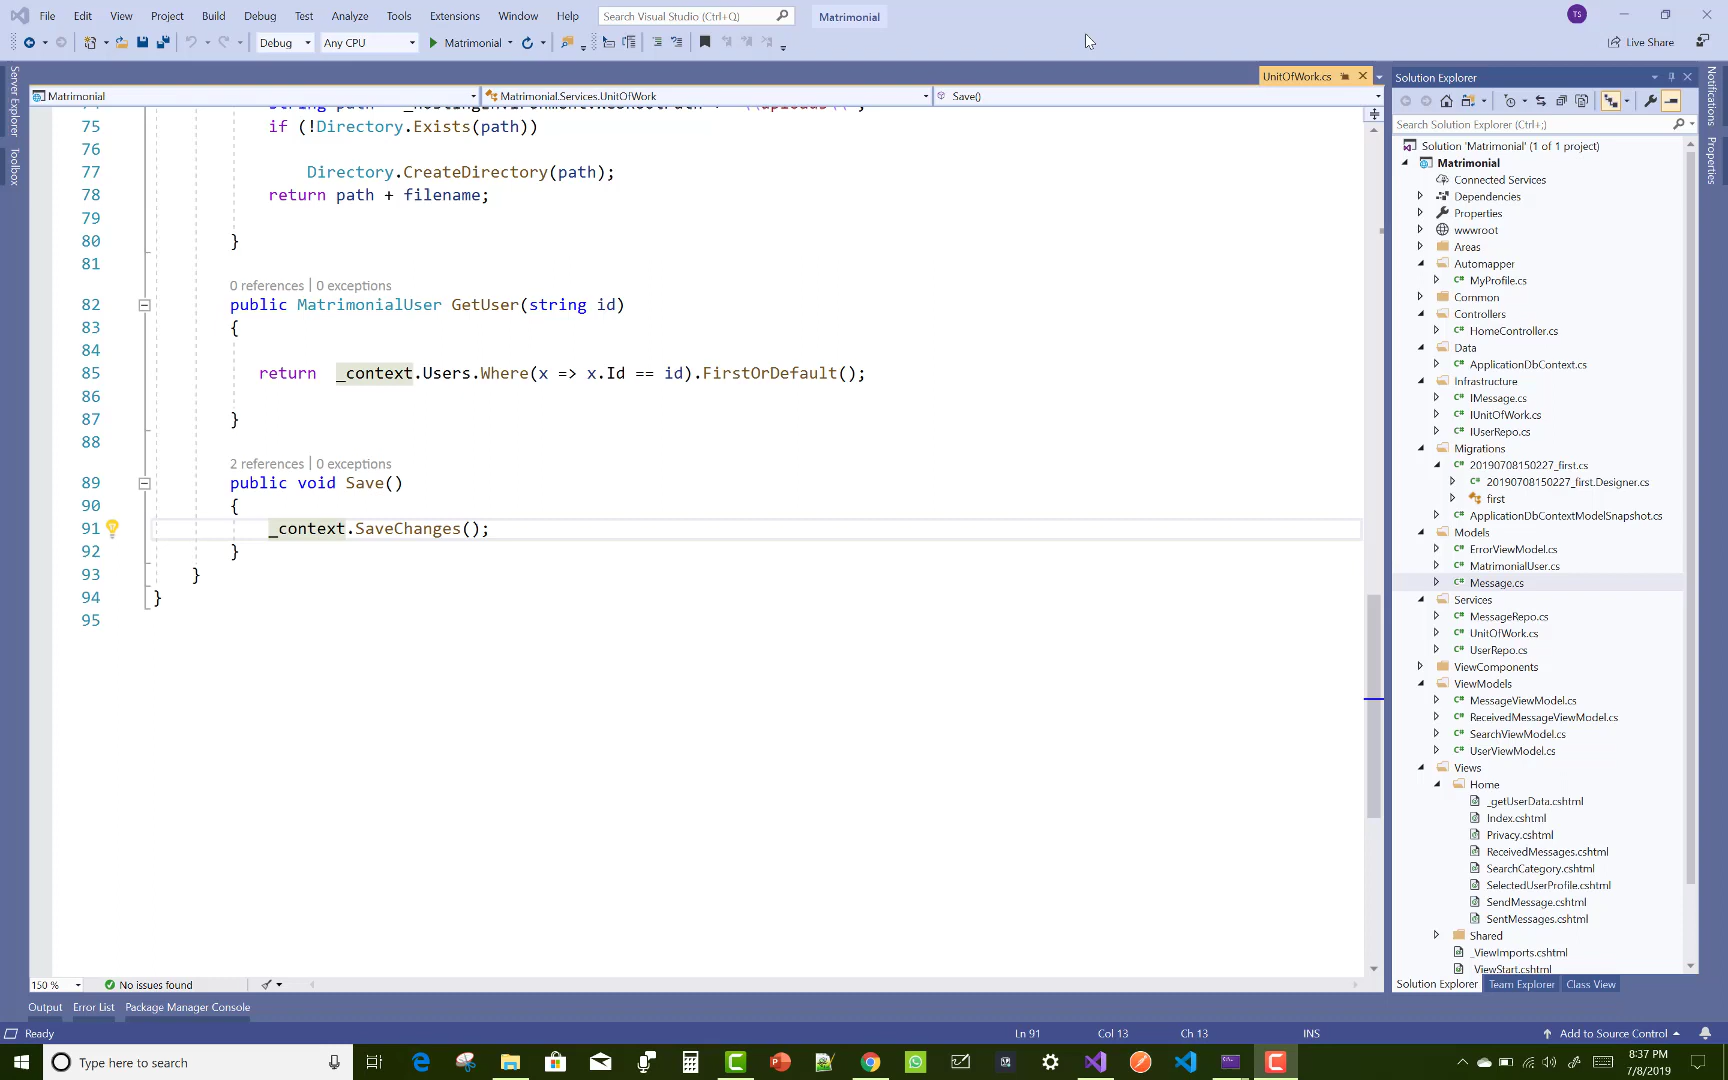 File Edit View Project Build Debug Test Analyze Tools Extensions Window Help Search Visual Studio (Ctrl+Q) Matrimonial TS
Debug Any CPU Matrimonial Live Share
UnitOfWork.cs
Matrimonial Matrimonial.Services.UnitOfWork Save()
75 if (!Directory.Exists(path))
76
77 Directory.CreateDirectory(path);
78 return path + filename;
79
80 }
81
0 references | 0 exceptions
82 public MatrimonialUser GetUser(string id)
83 {
84
85 return _context.Users.Where(x => x.Id == id).FirstOrDefault();
86
87 }
88
2 references | 0 exceptions
89 public void Save()
90 {
91 _context.SaveChanges();
92 }
93 }
94 }
95
150 % No issues found
Output Error List Package Manager Console
Server Explorer
Toolbox
Solution Explorer
Search Solution Explorer (Ctrl+;)
Solution 'Matrimonial' (1 of 1 project)
Matrimonial
Connected Services
Dependencies
Properties
wwwroot
Areas
Automapper
C# MyProfile.cs
Common
Controllers
C# HomeController.cs
Data
C# ApplicationDbContext.cs
Infrastructure
C# IMessage.cs
C# IUnitOfWork.cs
C# IUserRepo.cs
Migrations
C# 20190708150227_first.cs
C# 20190708150227_first.Designer.cs
first
C# ApplicationDbContextModelSnapshot.cs
Models
C# ErrorViewModel.cs
C# MatrimonialUser.cs
C# Message.cs
Services
C# MessageRepo.cs
C# UnitOfWork.cs
C# UserRepo.cs
ViewComponents
ViewModels
C# MessageViewModel.cs
C# ReceivedMessageViewModel.cs
C# SearchViewModel.cs
C# UserViewModel.cs
Views
Home
_getUserData.cshtml
Index.cshtml
Privacy.cshtml
ReceivedMessages.cshtml
SearchCategory.cshtml
SelectedUserProfile.cshtml
SendMessage.cshtml
SentMessages.cshtml
Shared
_ViewImports.cshtml
_ViewStart.cshtml
Solution Explorer Team Explorer Class View
Notifications
Properties
Ready Ln 91 Col 13 Ch 13 INS Add to Source Control
Type here to search
8:37 PM
7/8/2019